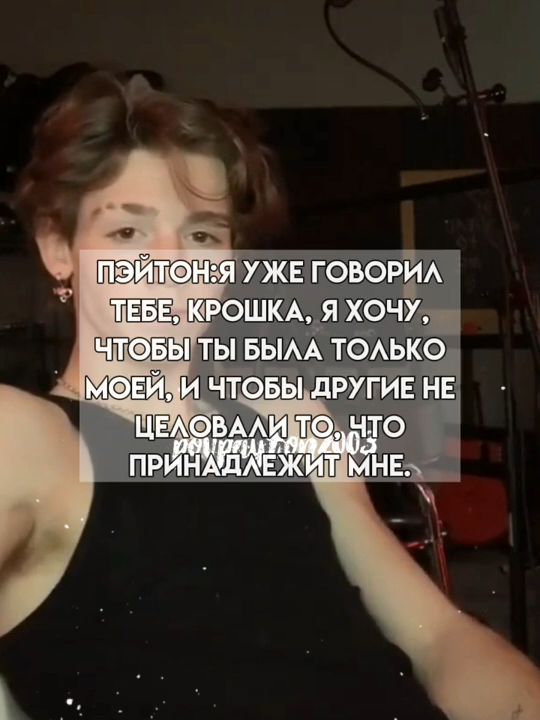 ПЭЙТОН:Я УЖЕ ГОВОРИЛ
ТЕБЕ, КРОШКА, Я ХОЧУ,
ЧТОБЫ ТЫ БЫЛА ТОЛЬКО
МОЕЙ, И ЧТОБЫ ДРУГИЕ НЕ
ЦЕЛОВАЛИ ТО, ЧТО
povpayton2003
ПРИНАДЛЕЖИТ МНЕ.